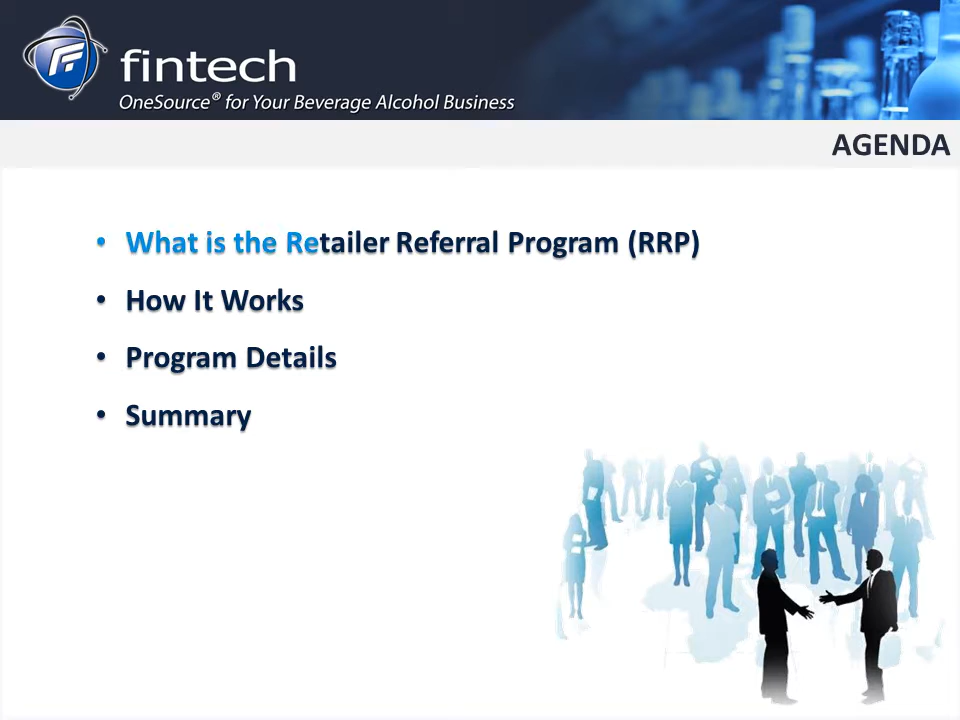 fintech
OneSource® for Your Beverage Alcohol Business
AGENDA
• What is the Retailer Referral Program (RRP)
• How It Works
• Program Details
• Summary